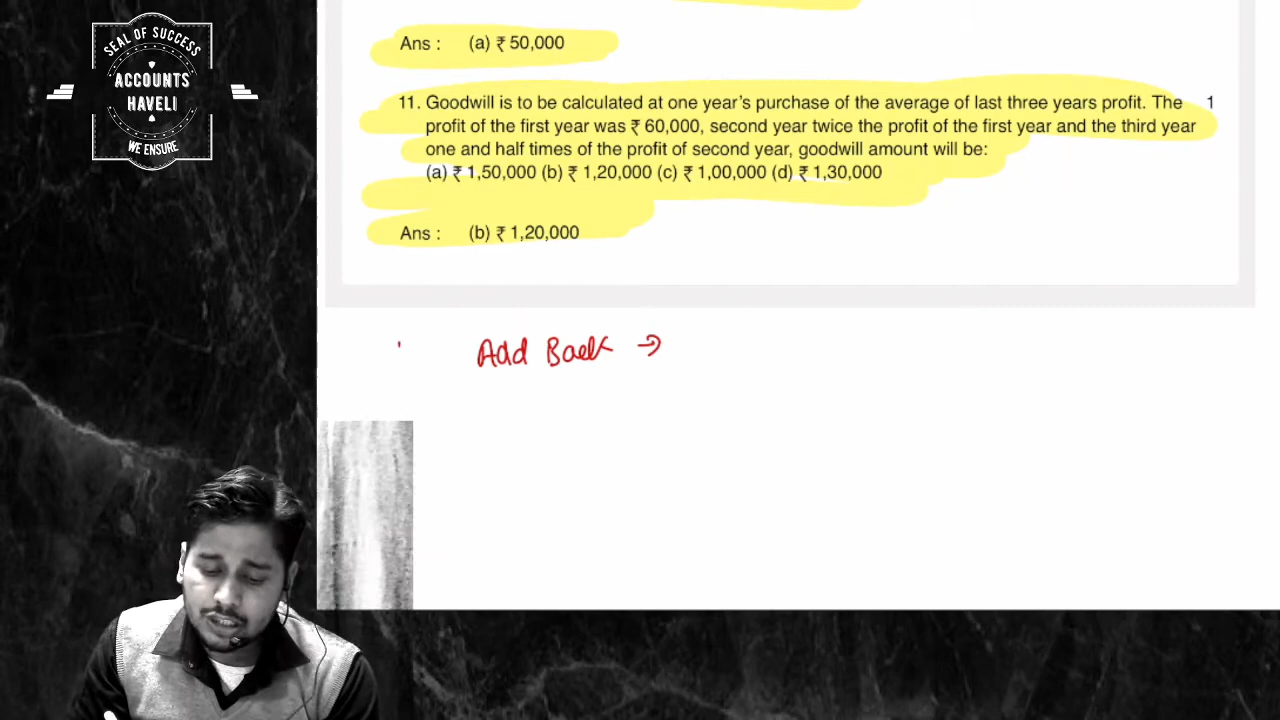 SEAL OF SUCCESS
ACCOUNTS
HAVELI
WE ENSURE
Ans : (a) ₹ 50,000
11. Goodwill is to be calculated at one year's purchase of the average of last three years profit. The 1
profit of the first year was ₹ 60,000, second year twice the profit of the first year and the third year
one and half times of the profit of second year, goodwill amount will be:
(a) ₹ 1,50,000 (b) ₹ 1,20,000 (c) ₹ 1,00,000 (d) ₹ 1,30,000
Ans : (b) ₹ 1,20,000
Add Back →